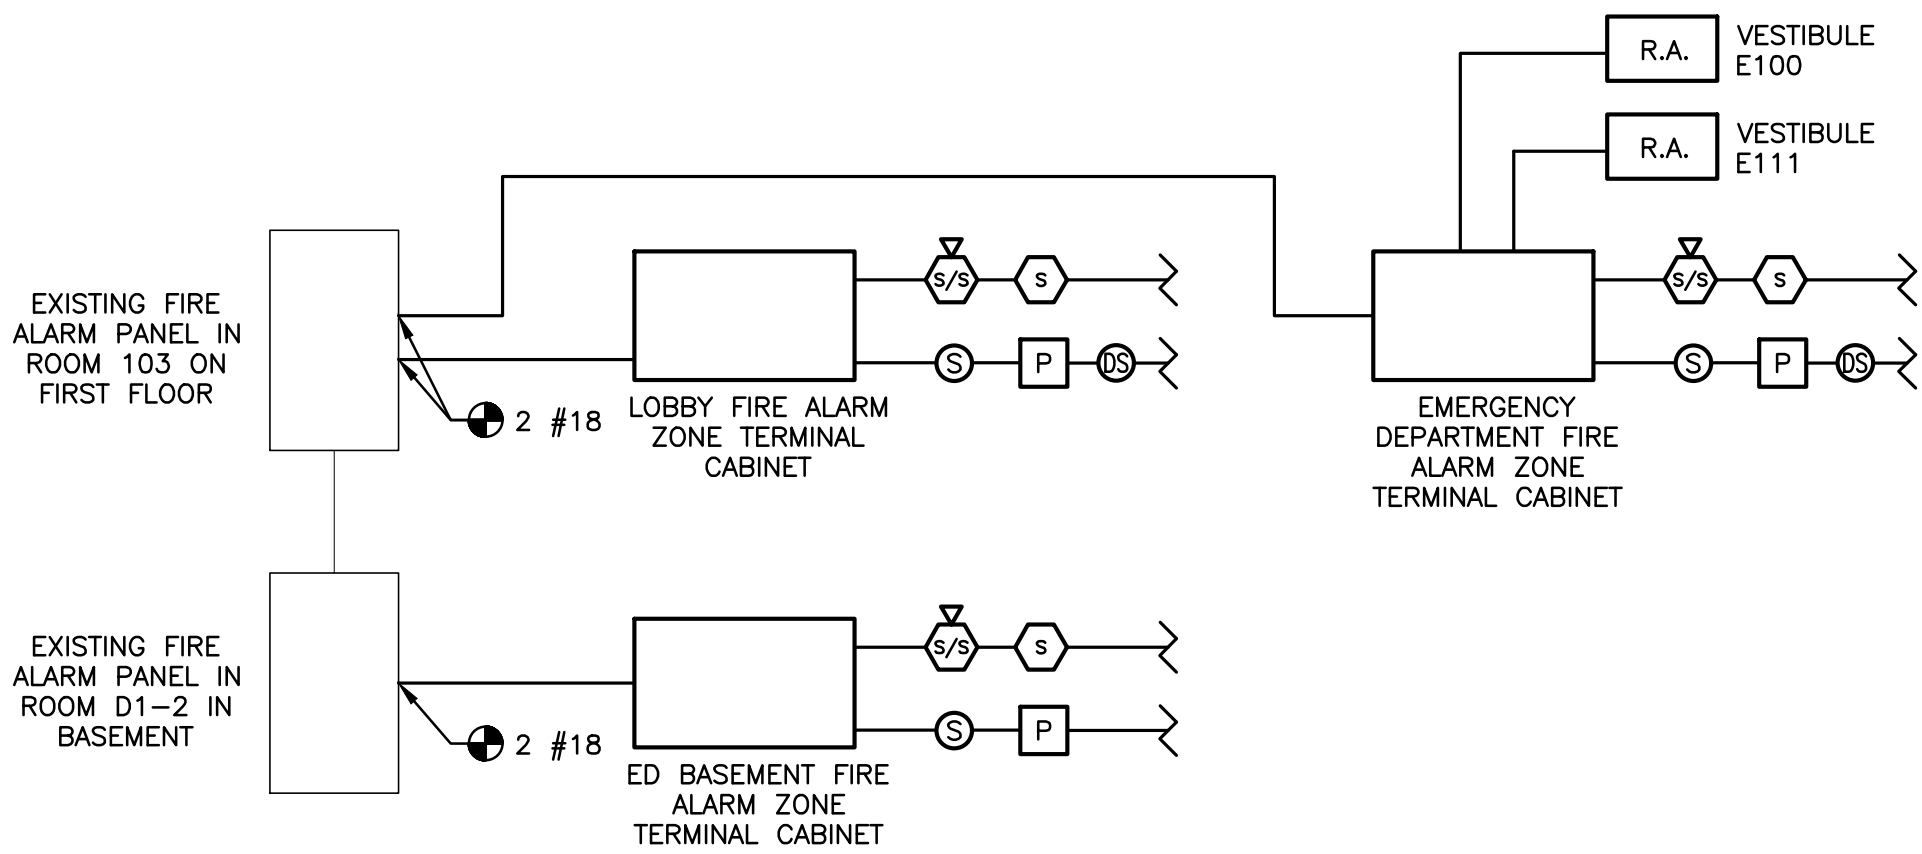 R.A.
VESTIBULE
E100
R.A.
VESTIBULE
E111
EXISTING FIRE
ALARM PANEL IN
ROOM 103 ON
FIRST FLOOR
2 #18
S/S
S
S
P
DS
LOBBY FIRE ALARM
ZONE TERMINAL
CABINET
S/S
S
S
P
DS
EMERGENCY
DEPARTMENT FIRE
ALARM ZONE
TERMINAL CABINET
EXISTING FIRE
ALARM PANEL IN
ROOM D1-2 IN
BASEMENT
2 #18
S/S
S
S
P
ED BASEMENT FIRE
ALARM ZONE
TERMINAL CABINET